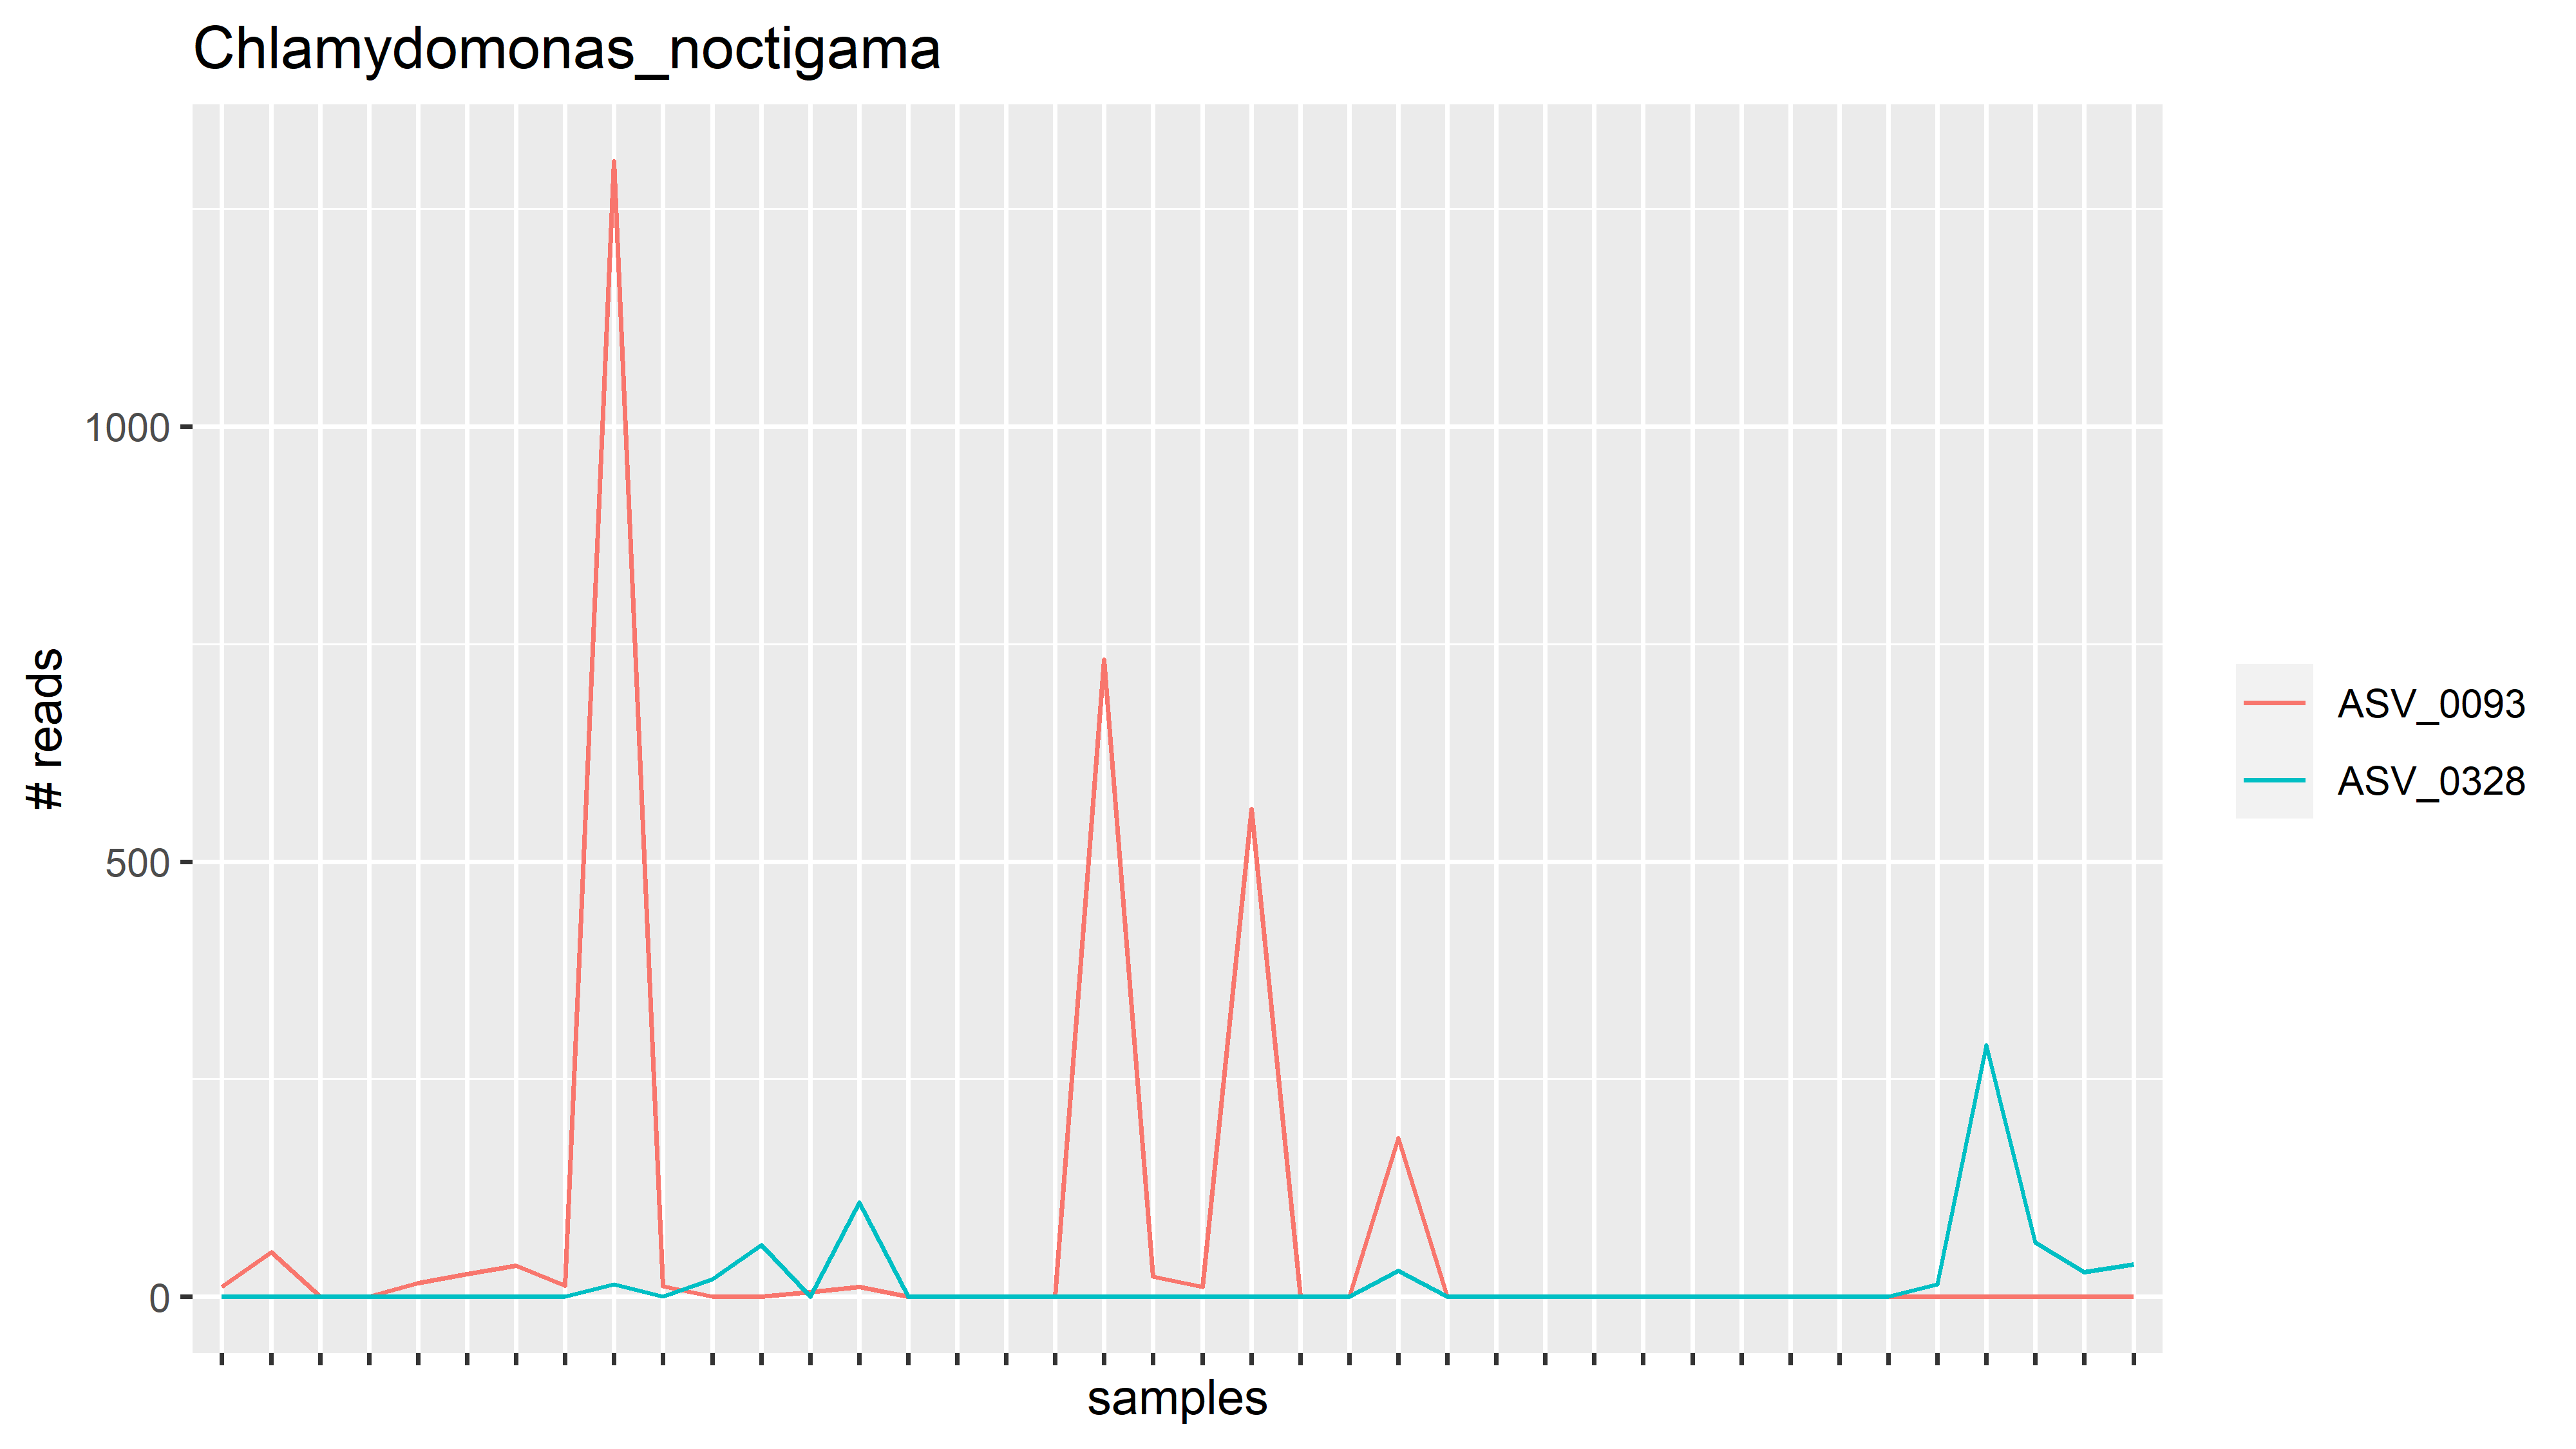 Chlamydomonas_noctigama
# reads
1000
500
0
samples
ASV_0093
ASV_0328